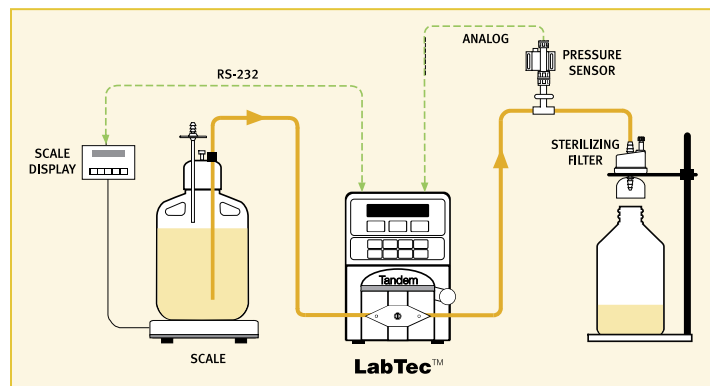 ANALOG
PRESSURE
SENSOR
RS-232
STERILIZING
FILTER
SCALE
DISPLAY
Tandem
SCALE
LabTec™